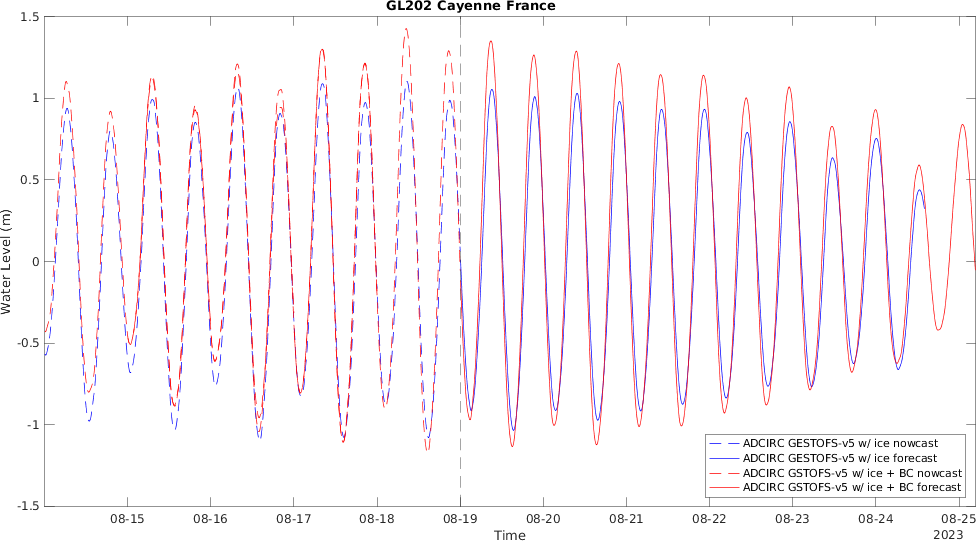 GL202 Cayenne France
1.5
1
0.5
0
-0.5
-1
-1.5
Water Level (m)
ADCIRC GESTOFS-v5 w/ ice nowcast
ADCIRC GESTOFS-v5 w/ ice forecast
ADCIRC GSTOFS-v5 w/ ice + BC nowcast
ADCIRC GSTOFS-v5 w/ ice + BC forecast
08-15 08-16 08-17 08-18 08-19 08-20 08-21 08-22 08-23 08-24 08-25
Time
2023